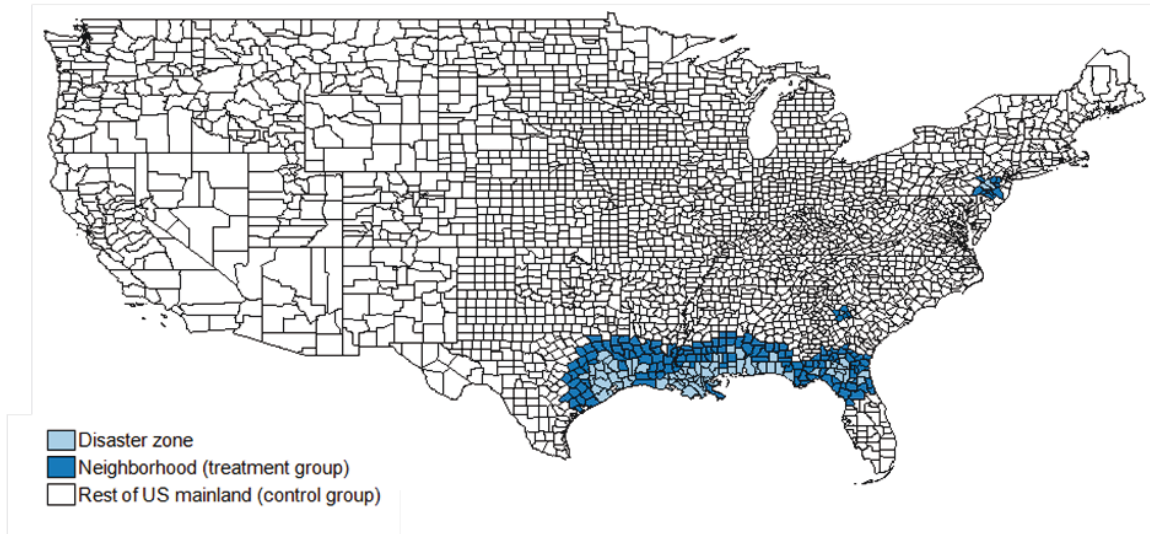 Disaster zone
Neighborhood (treatment group)
Rest of US mainland (control group)